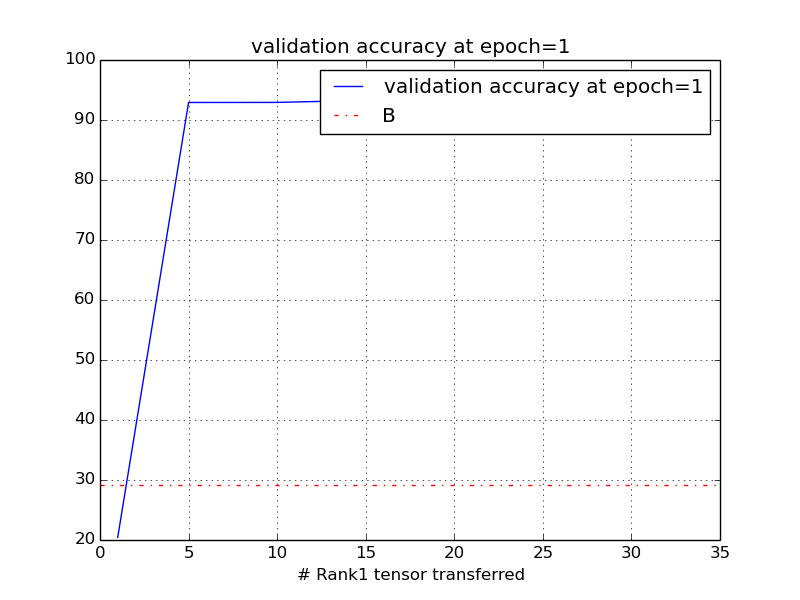 validation accuracy at epoch=1
validation accuracy at epoch=1
B
100
90
80
70
60
50
40
30
20
0 5 10 15 20 25 30 35
# Rank1 tensor transferred